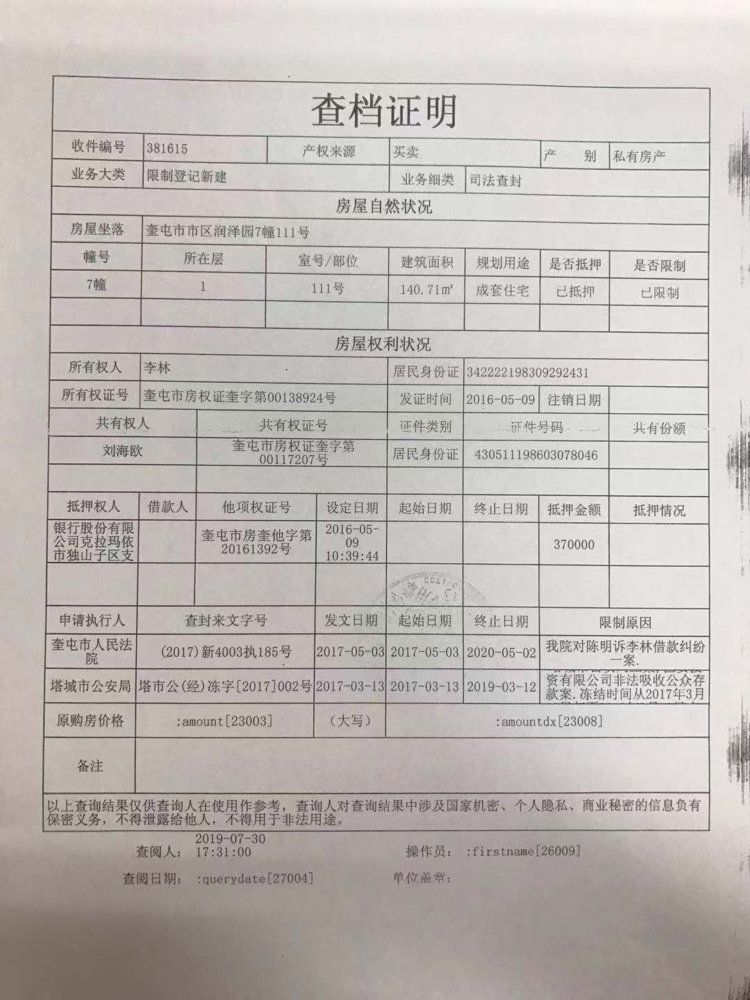 查档证明
收件编号 381615 产权来源 买卖 产 别 私有房产
业务大类 限制登记新建 业务细类 司法查封
房屋自然状况
房屋坐落 奎屯市市区润泽园7幢111号
幢号 所在层 室号/部位 建筑面积 规划用途 是否抵押 是否限制
7幢 1 111号 140.71㎡ 成套住宅 已抵押 已限制
房屋权利状况
所有权人 李林 居民身份证 342222198309292431
所有权证号 奎屯市房权证奎字第00138924号 发证时间 2016-05-09 注销日期
共有权人 共有权证号 证件类别 证件号码 共有份额
刘海欧 奎屯市房权证奎字第
00117207号 居民身份证 430511198603078046
抵押权人 借款人 他项权证号 设定日期 起始日期 终止日期 抵押金额 抵押情况
银行股份有限
公司克拉玛依
市独山子区支
奎屯市房奎他字第
20161392号
2016-05-
09
10:39:44
370000
申请执行人 查封来文字号 发文日期 起始日期 终止日期 限制原因
奎屯市人民法
院
(2017)新4003执185号 2017-05-03 2017-05-03 2020-05-02
我院对陈明诉李林借款纠纷
一案.
塔城市公安局 塔市公(经)冻字[2017]002号 2017-03-13 2017-03-13 2019-03-12
资有限公司非法吸收公众存
款案.冻结时间从2017年3月
原购房价格 :amount[23003] (大写) :amountdx[23008]
备注
以上查询结果仅供查询人在使用作参考，查询人对查询结果中涉及国家机密、个人隐私、商业秘密的信息负有
保密义务，不得泄露给他人，不得用于非法用途。
2019-07-30
查阅人： 17:31:00 操作员： :firstname[26009]
查阅日期： :querydate[27004] 单位盖章：